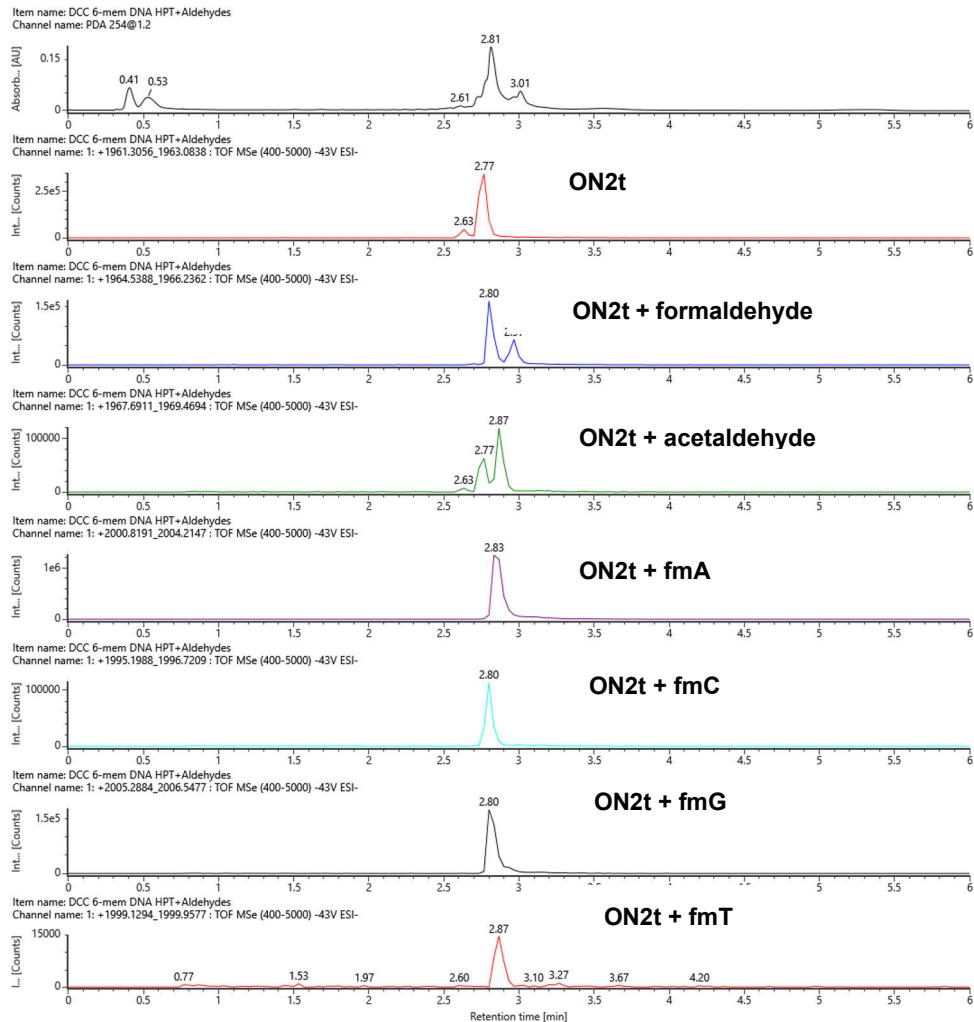 Item name: DCC 6-mem DNA HPT+Aldehydes
Channel name: PDA 254@1.2
Absorb... [AU]
0.15
0
0.41
0.53
2.61
2.81
3.01
0 0.5 1 1.5 2 2.5 3 3.5 4 4.5 5 5.5 6
Item name: DCC 6-mem DNA HPT+Aldehydes
Channel name: 1: +1961.3056_1963.0838 : TOF MSe (400-5000) -43V ESI-
Int... [Counts]
2.5e5
0
2.63
2.77
ON2t
0 0.5 1 1.5 2 2.5 3 3.5 4 4.5 5 5.5 6
Item name: DCC 6-mem DNA HPT+Aldehydes
Channel name: 1: +1964.5388_1966.2362 : TOF MSe (400-5000) -43V ESI-
Int... [Counts]
1.5e5
0
2.80
ON2t + formaldehyde
0 0.5 1 1.5 2 2.5 3 3.5 4 4.5 5 5.5 6
Item name: DCC 6-mem DNA HPT+Aldehydes
Channel name: 1: +1967.6911_1969.4694 : TOF MSe (400-5000) -43V ESI-
Int... [Counts]
100000
0
2.63
2.77
2.87
ON2t + acetaldehyde
0 0.5 1 1.5 2 2.5 3 3.5 4 4.5 5 5.5 6
Item name: DCC 6-mem DNA HPT+Aldehydes
Channel name: 1: +2000.8191_2004.2147 : TOF MSe (400-5000) -43V ESI-
Int... [Counts]
1e6
0
2.83
ON2t + fmA
0 0.5 1 1.5 2 2.5 3 3.5 4 4.5 5 5.5 6
Item name: DCC 6-mem DNA HPT+Aldehydes
Channel name: 1: +1995.1988_1996.7209 : TOF MSe (400-5000) -43V ESI-
Int... [Counts]
100000
0
2.80
ON2t + fmC
0 0.5 1 1.5 2 2.5 3 3.5 4 4.5 5 5.5 6
Item name: DCC 6-mem DNA HPT+Aldehydes
Channel name: 1: +2005.2884_2006.5477 : TOF MSe (400-5000) -43V ESI-
Int... [Counts]
1.5e5
0
2.80
ON2t + fmG
0 0.5 1 1.5 2 2.5 3 3.5 4 4.5 5 5.5 6
Item name: DCC 6-mem DNA HPT+Aldehydes
Channel name: 1: +1999.1294_1999.9577 : TOF MSe (400-5000) -43V ESI-
I... [Counts]
15000
0
0.77
1.53
1.97
2.60
2.87
3.10
3.27
3.67
4.20
ON2t + fmT
0 0.5 1 1.5 2 2.5 3 3.5 4 4.5 5 5.5 6
Retention time [min]